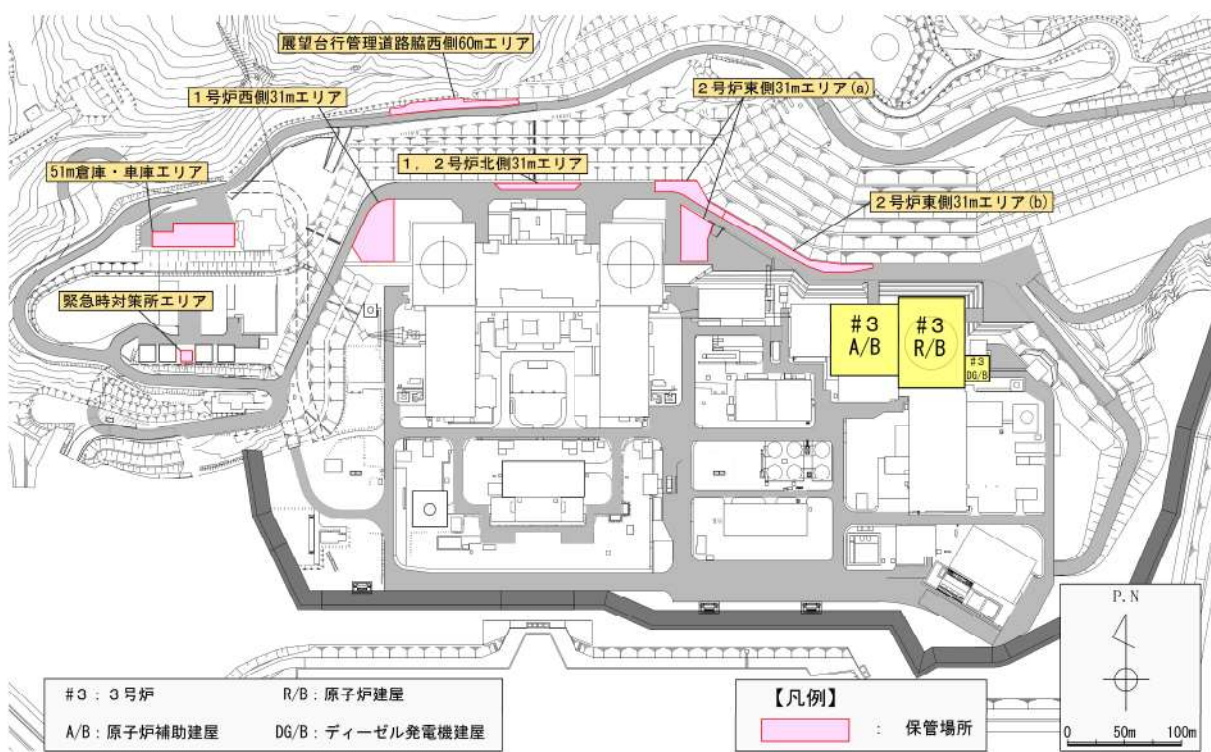 展望台行管理道路脇西側60mエリア
1号炉西側31mエリア
2号炉東側31mエリア(a)
51m倉庫・車庫エリア
1,2号炉北側31mエリア
2号炉東側31mエリア(b)
緊急時対策所エリア
#3
A/B
#3
R/B
#3
DG/B
P.N
#3：3号炉
R/B：原子炉建屋
A/B：原子炉補助建屋
DG/B：ディーゼル発電機建屋
【凡例】
：保管場所
0 50m 100m